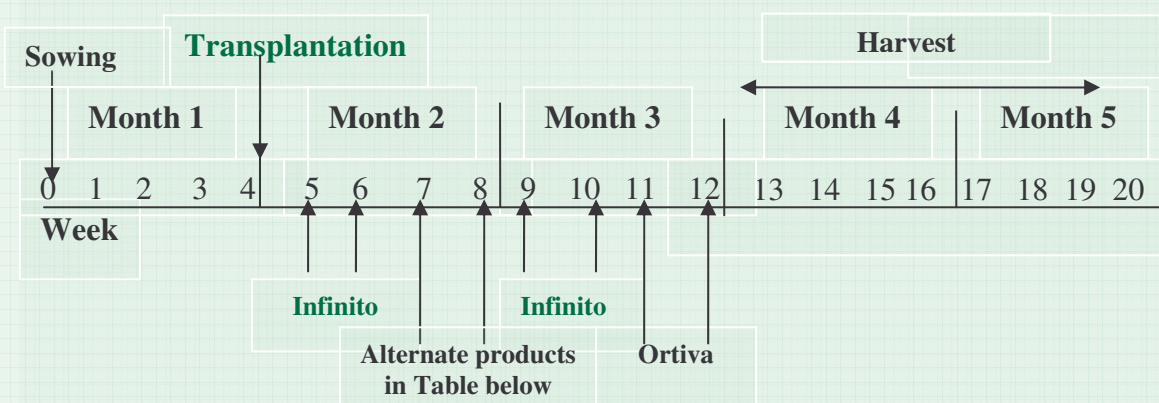 Sowing
Transplantation
Harvest
Month 1 Month 2 Month 3 Month 4 Month 5
0 1 2 3 4 5 6 7 8 9 10 11 12 13 14 15 16 17 18 19 20
Week
Infinito Infinito
Alternate products Ortiva
in Table below